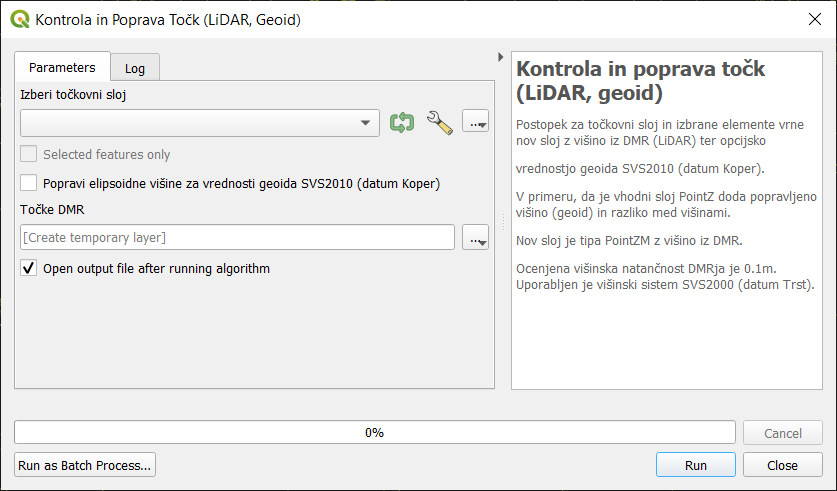 Kontrola in Poprava Točk (LiDAR, Geoid)
Parameters
Log
Izberi točkovni sloj
...
Selected features only
Popravi elipsoidne višine za vrednosti geoida SVS2010 (datum Koper)
Točke DMR
[Create temporary layer]
...
Open output file after running algorithm
Kontrola in poprava točk
(LiDAR, geoid)
Postopek za točkovni sloj in izbrane elemente vrne
nov sloj z višino iz DMR (LiDAR) ter opcijsko
vrednostjo geoida SVS2010 (datum Koper).
V primeru, da je vhodni sloj PointZ doda popravljeno
višino (geoid) in razliko med višinami.
Nov sloj je tipa PointZM z višino iz DMR.
Ocenjena višinska natančnost DMRja je 0.1m.
Uporabljen je višinski sistem SVS2000 (datum Trst).
0%
Cancel
Run as Batch Process...
Run
Close